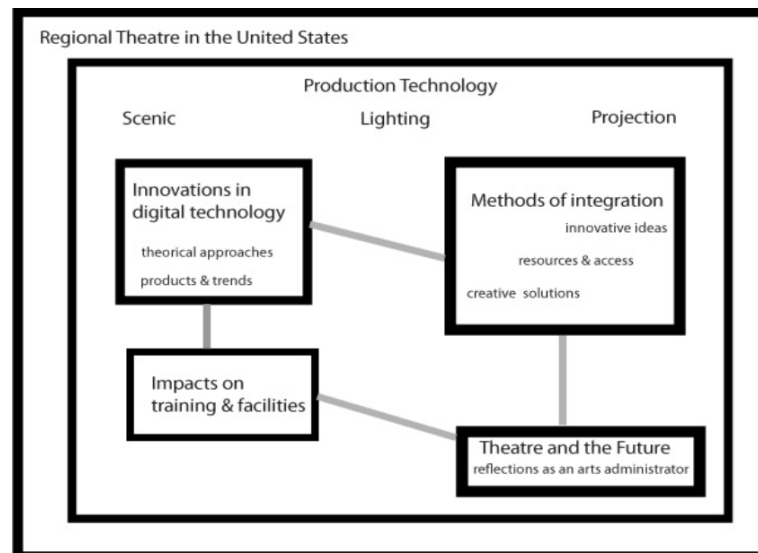 Regional Theatre in the United States
Production Technology
Scenic
Lighting
Projection
Innovations in
digital technology
theorical approaches
products & trends
Methods of integration
innovative ideas
resources & access
creative solutions
Impacts on
training & facilities
Theatre and the Future
reflections as an arts administrator